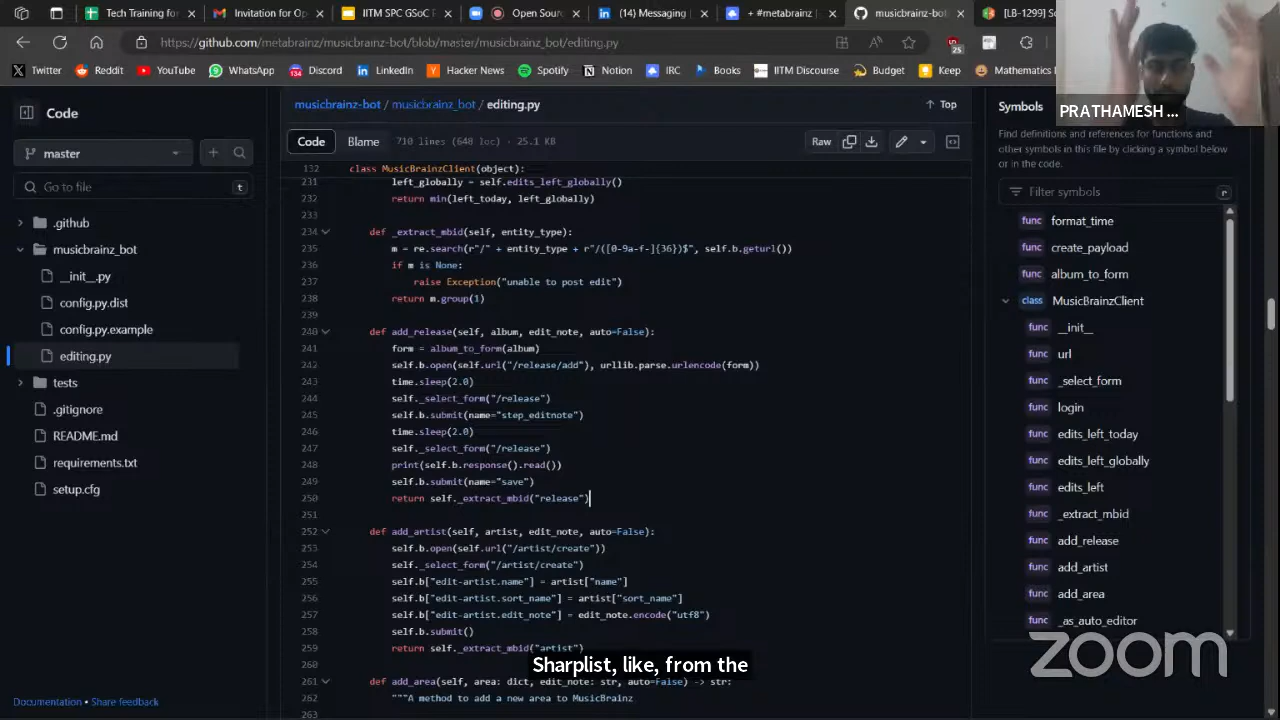 Tech Training for
Invitation for Op
IITM SPC GSoC P
Open Sourc
(14) Messaging |
+ #metabrainz |
musicbrainz-bot
[LB-1299] Sc
https://github.com/metabrainz/musicbrainz-bot/blob/master/musicbrainz_bot/editing.py
25
Twitter
Reddit
YouTube
WhatsApp
134
Discord
LinkedIn
Hacker News
Spotify
Notion
IRC
Books
IITM Discourse
Budget
Keep
Mathematics
PRATHAMESH ...
Code
master
Go to file
t
.github
musicbrainz_bot
__init__.py
config.py.dist
config.py.example
editing.py
tests
.gitignore
README.md
requirements.txt
setup.cfg
Documentation • Share feedback
musicbrainz-bot / musicbrainz_bot / editing.py
Top
Code
Blame
710 lines (640 loc) · 25.1 KB
Raw
132 class MusicBrainzClient(object):
231 left_globally = self.edits_left_globally()
232 return min(left_today, left_globally)
233
234 def _extract_mbid(self, entity_type):
235 m = re.search(r"/" + entity_type + r"/([0-9a-f-]{36})$", self.b.geturl())
236 if m is None:
237 raise Exception("unable to post edit")
238 return m.group(1)
239
240 def add_release(self, album, edit_note, auto=False):
241 form = album_to_form(album)
242 self.b.open(self.url("/release/add"), urllib.parse.urlencode(form))
243 time.sleep(2.0)
244 self._select_form("/release")
245 self.b.submit(name="step_editnote")
246 time.sleep(2.0)
247 self._select_form("/release")
248 print(self.b.response().read())
249 self.b.submit(name="save")
250 return self._extract_mbid("release")
251
252 def add_artist(self, artist, edit_note, auto=False):
253 self.b.open(self.url("/artist/create"))
254 self._select_form("/artist/create")
255 self.b["edit-artist.name"] = artist["name"]
256 self.b["edit-artist.sort_name"] = artist["sort_name"]
257 self.b["edit-artist.edit_note"] = edit_note.encode("utf8")
258 self.b.submit()
259 return self._extract_mbid("artist")
260
261 def add_area(self, area: dict, edit_note: str, auto=False) -> str:
262 """A method to add a new area to MusicBrainz
263
Sharplist, like, from the
Symbols
Find definitions and references for functions and
other symbols in this file by clicking a symbol below
or in the code.
Filter symbols
r
func format_time
func create_payload
func album_to_form
class MusicBrainzClient
func __init__
func url
func _select_form
func login
func edits_left_today
func edits_left_globally
func edits_left
func _extract_mbid
func add_release
func add_artist
func add_area
func _as_auto_editor
zoom